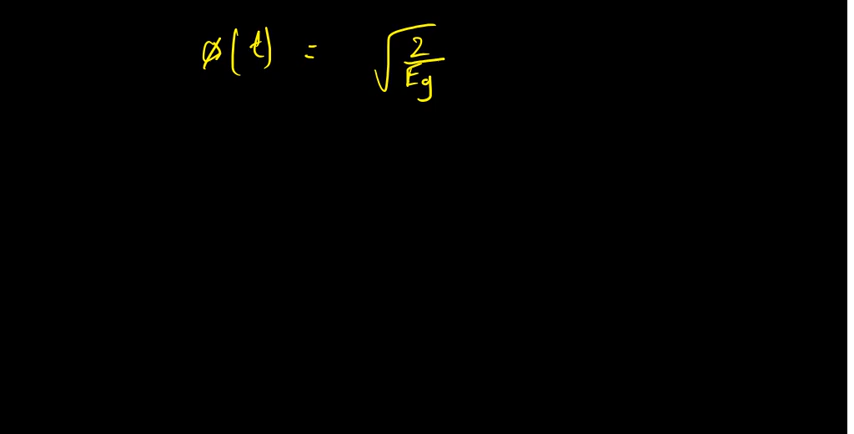 ø(t) = √(2/Eg)